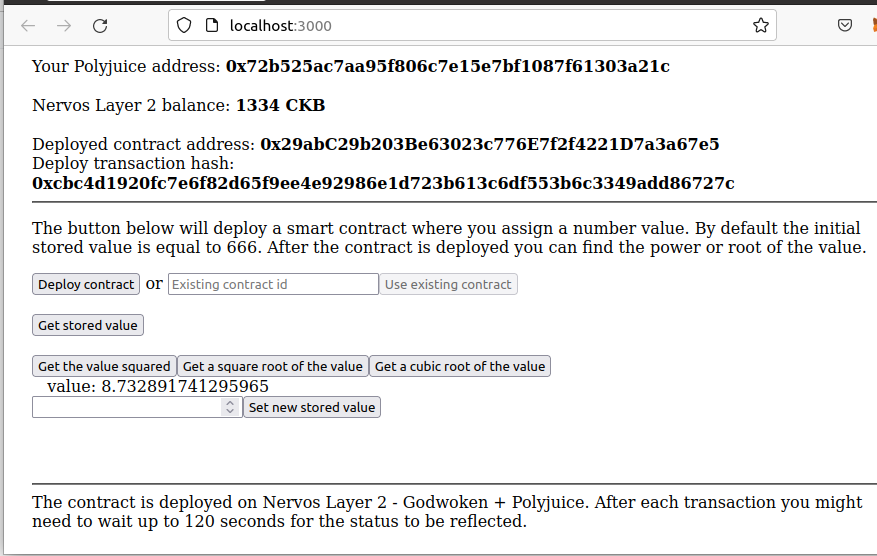 localhost:3000
Your Polyjuice address: 0x72b525ac7aa95f806c7e15e7bf1087f61303a21c
Nervos Layer 2 balance: 1334 CKB
Deployed contract address: 0x29abC29b203Be63023c776E7f2f4221D7a3a67e5
Deploy transaction hash:
0xcbc4d1920fc7e6f82d65f9ee4e92986e1d723b613c6df553b6c3349add86727c
The button below will deploy a smart contract where you assign a number value. By default the initial
stored value is equal to 666. After the contract is deployed you can find the power or root of the value.
Deploy contract or Existing contract id Use existing contract
Get stored value
Get the value squared Get a square root of the value Get a cubic root of the value
value: 8.732891741295965
Set new stored value
The contract is deployed on Nervos Layer 2 - Godwoken + Polyjuice. After each transaction you might
need to wait up to 120 seconds for the status to be reflected.